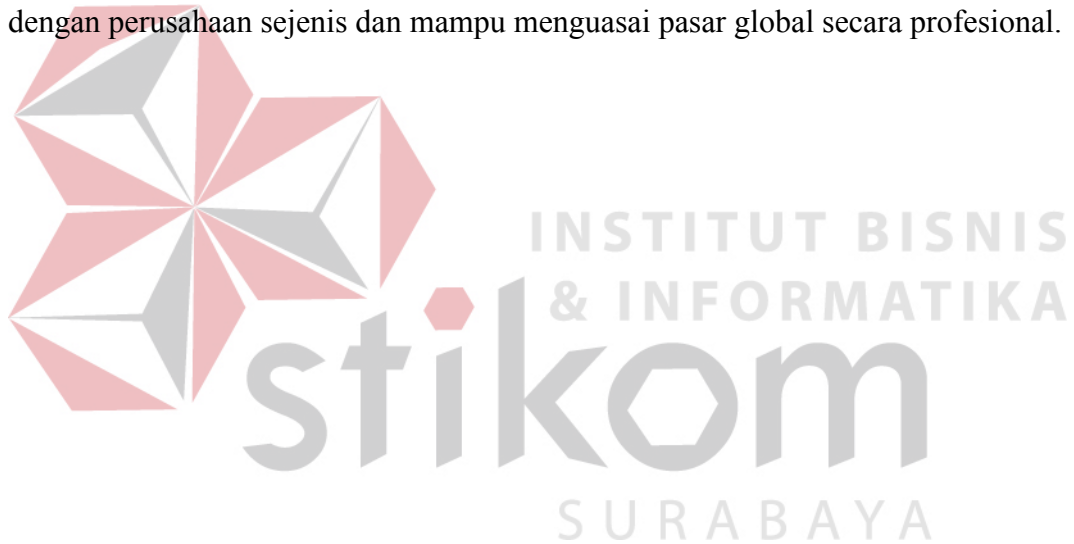 dengan perusahaan sejenis dan mampu menguasai pasar global secara profesional.
INSTITUT BISNIS
& INFORMATIKA
stikom
SURABAYA